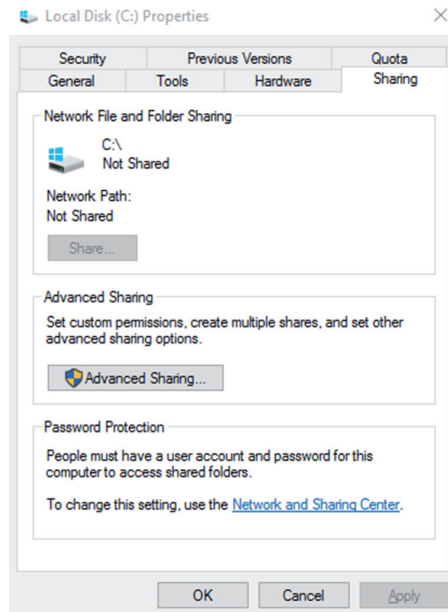 Local Disk (C:) Properties
Security Previous Versions Quota
General Tools Hardware Sharing
Network File and Folder Sharing
C:\
Not Shared
Network Path:
Not Shared
Share...
Advanced Sharing
Set custom permissions, create multiple shares, and set other
advanced sharing options.
Advanced Sharing...
Password Protection
People must have a user account and password for this
computer to access shared folders.
To change this setting, use the Network and Sharing Center.
OK Cancel Apply